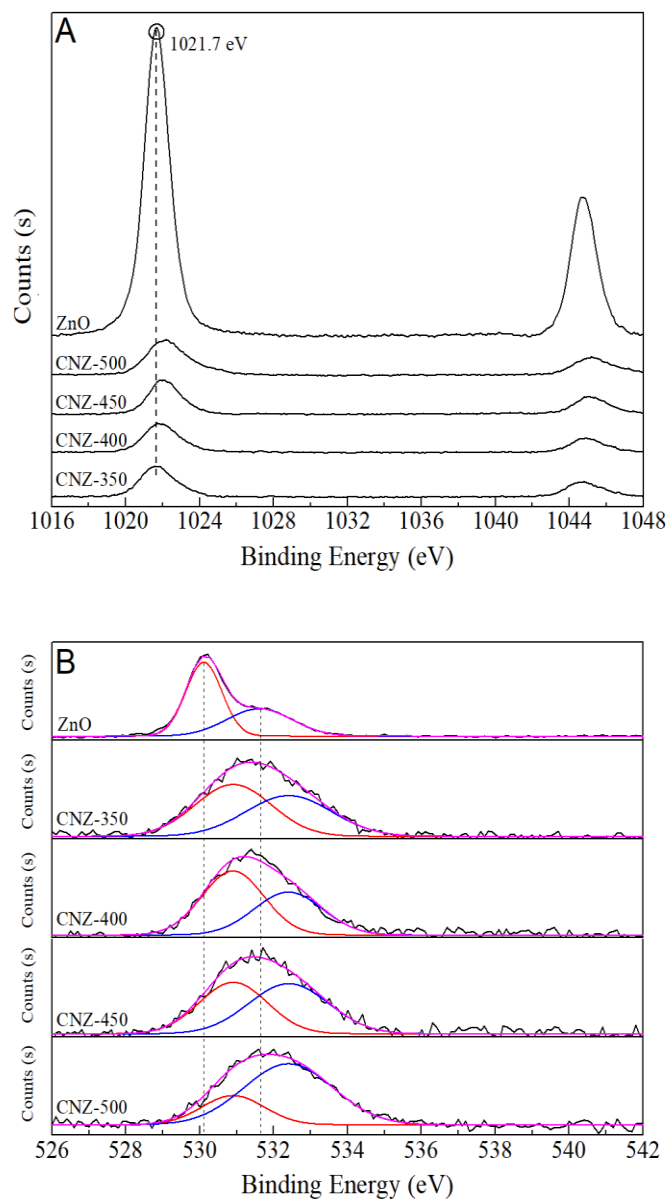 A
1021.7 eV
Counts (s)
ZnO
CNZ-500
CNZ-450
CNZ-400
CNZ-350
1016 1020 1024 1028 1032 1036 1040 1044 1048
Binding Energy (eV)
B
Counts (s)
ZnO
Counts (s)
CNZ-350
Counts (s)
CNZ-400
Counts (s)
CNZ-450
Counts (s)
CNZ-500
526 528 530 532 534 536 538 540 542
Binding Energy (eV)